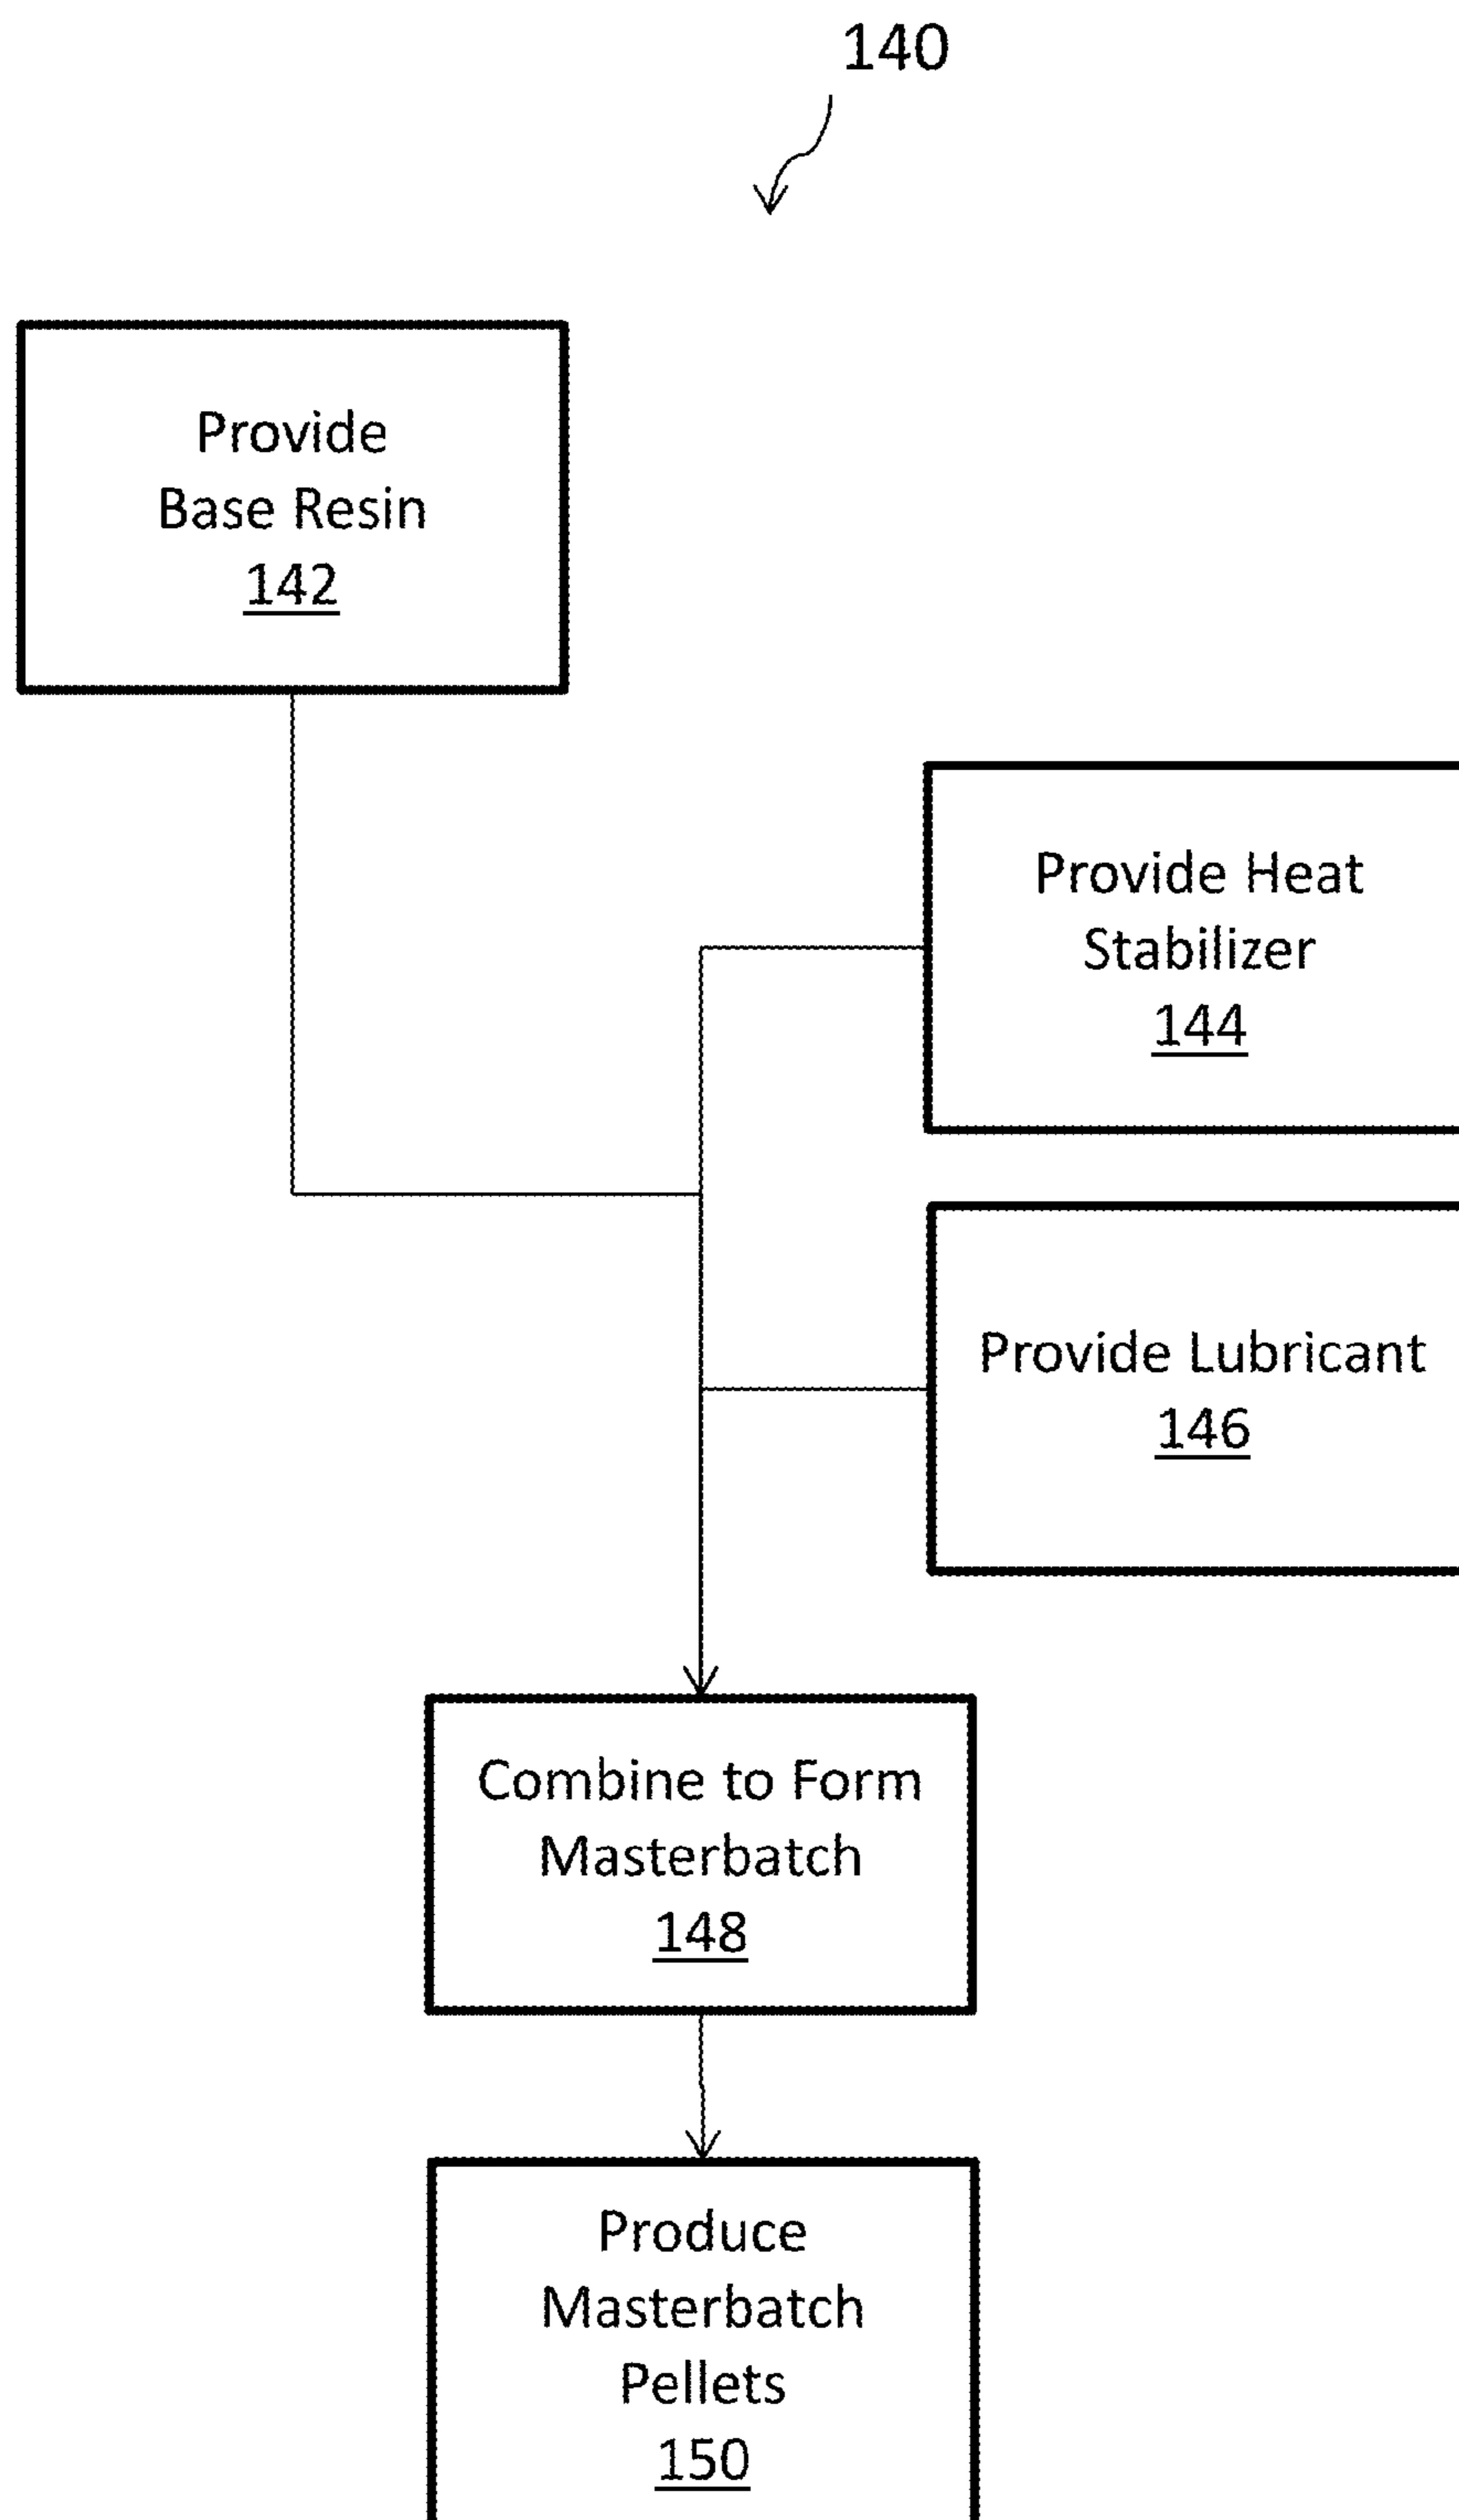 140
Provide
Base Resin
142
Provide Heat
Stabilizer
144
Provide Lubricant
146
Combine to Form
Masterbatch
148
Produce
Masterbatch
Pellets
150